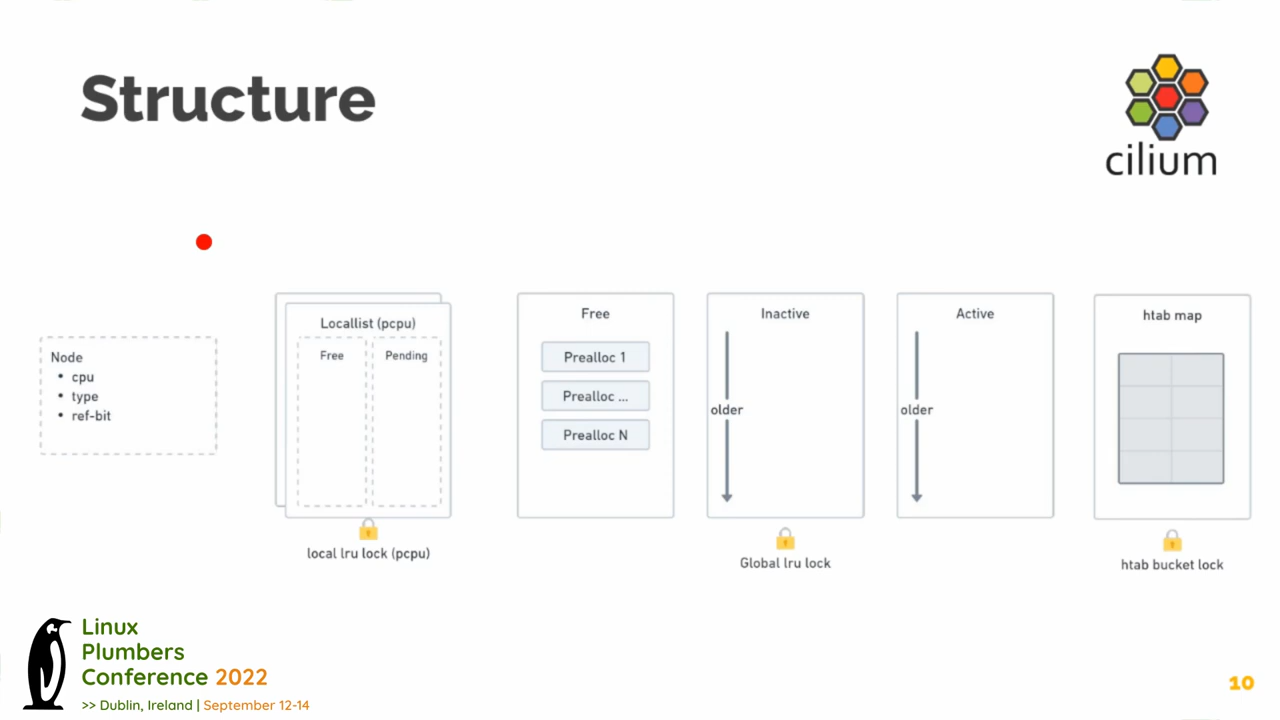 Structure
cilium
Node
• cpu
• type
• ref-bit
Locallist (pcpu)
Free
Pending
local lru lock (pcpu)
Free
Prealloc 1
Prealloc ...
Prealloc N
Inactive
older
Global lru lock
Active
older
htab map
htab bucket lock
Linux
Plumbers
Conference 2022
>> Dublin, Ireland | September 12-14
10